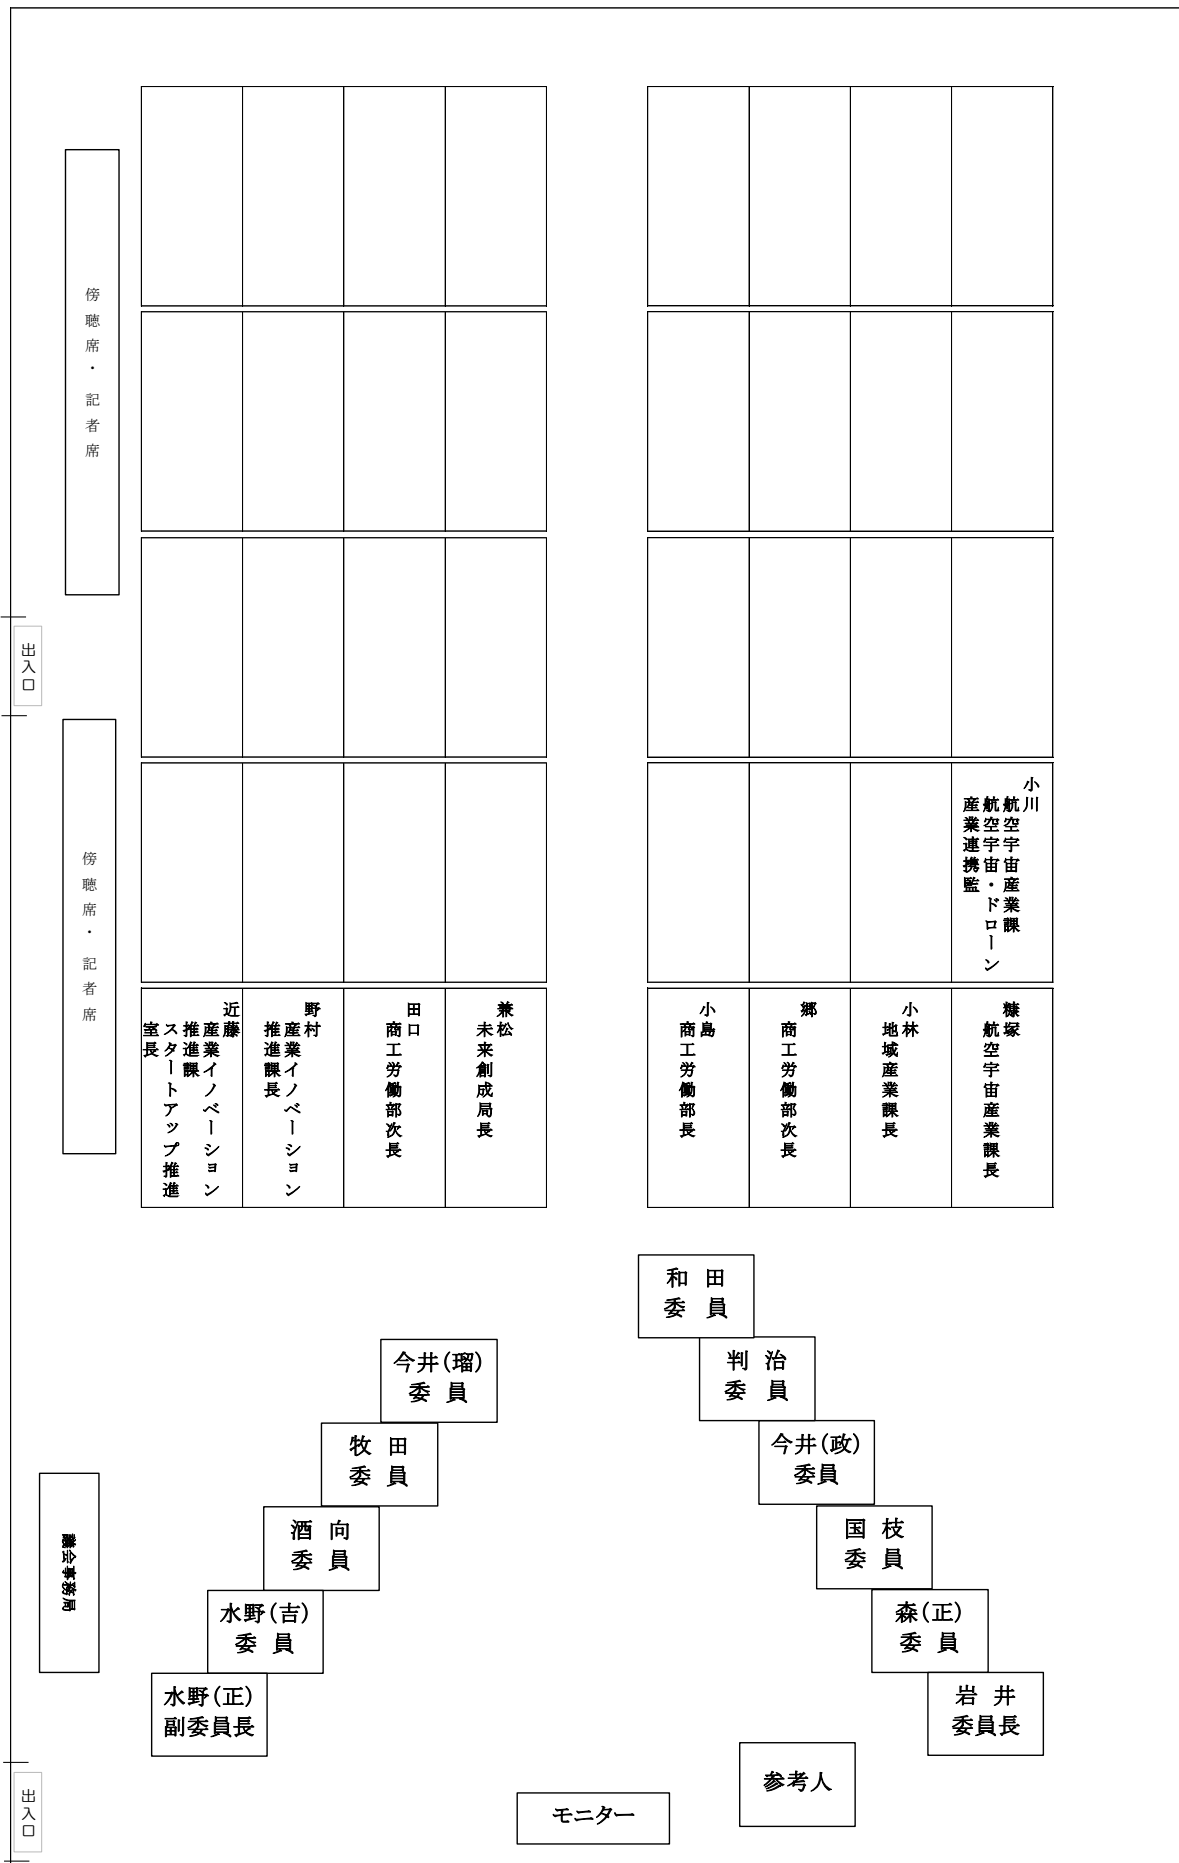 傍聴席・記者席
出入口
傍聴席・記者席
小川
航空宇宙産業課
航空宇宙・ドローン
産業連携監
糠塚
航空宇宙産業課長
小林
地域産業課長
郷
商工労働部次長
小島
商工労働部長
兼松
未来創成局長
田口
商工労働部次長
野村
産業イノベーション
推進課長
近藤
産業イノベーション
推進課
スタートアップ推進
室長
和田
委員
今井(瑠)
委員
判治
委員
牧田
委員
今井(政)
委員
酒向
委員
国枝
委員
議会事務局
水野(吉)
委員
森(正)
委員
水野(正)
副委員長
岩井
委員長
参考人
モニター
出入口